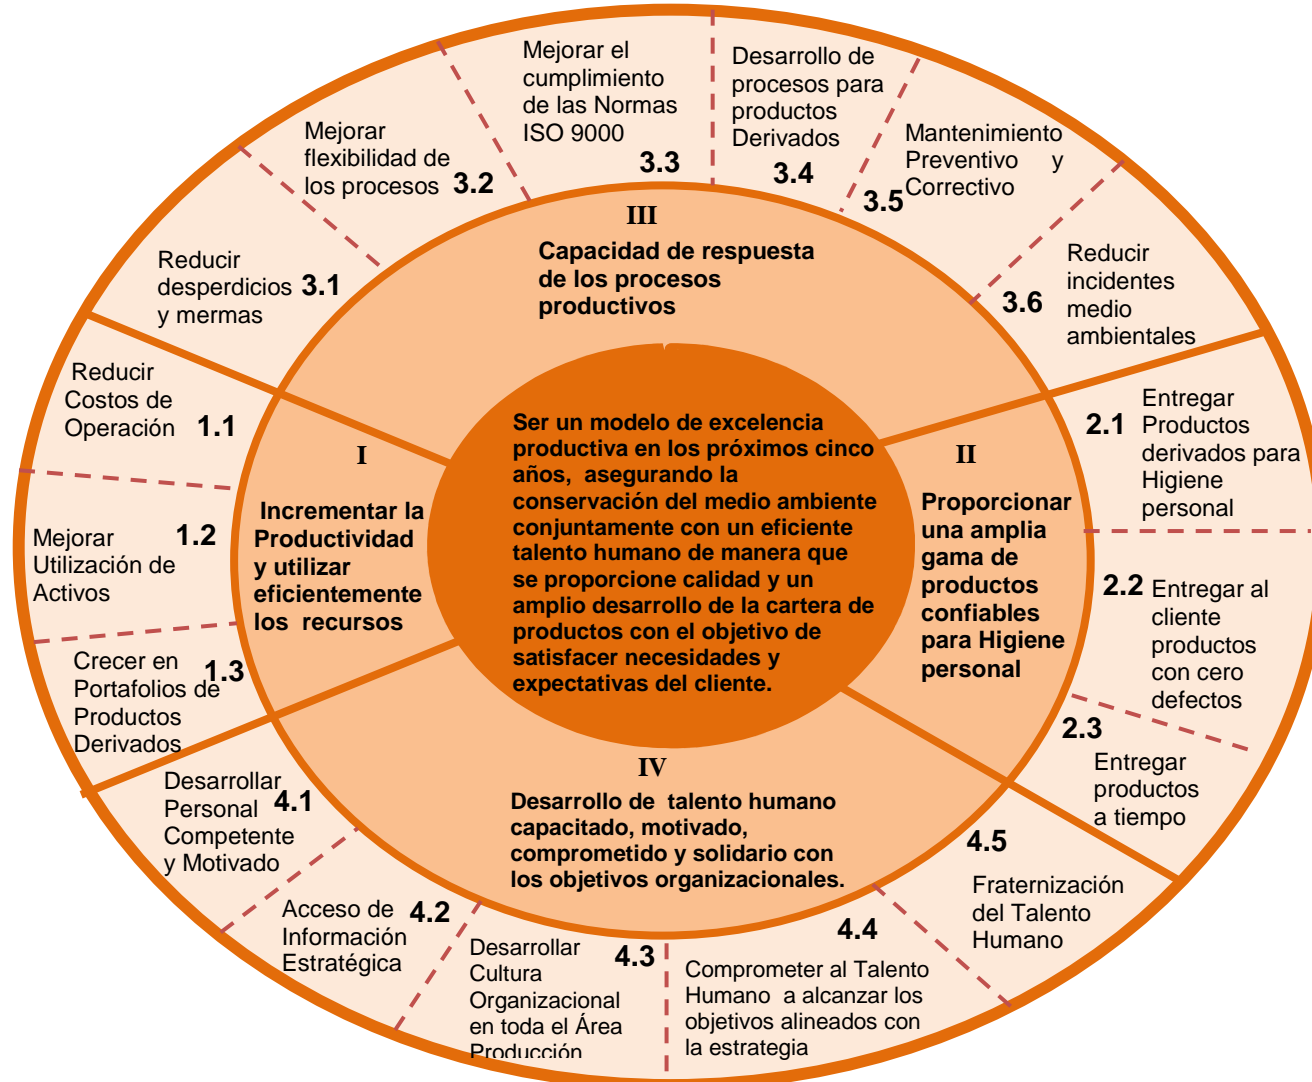 Mejorar el
cumplimiento
de las Normas
ISO 9000
3.3
Desarrollo de
procesos para
productos
Derivados
3.4
Mejorar
flexibilidad de
los procesos 3.2
Mantenimiento
Preventivo y
Correctivo
3.5
Reducir
desperdicios 3.1
y mermas
III
Capacidad de respuesta
de los procesos
productivos
Reducir
incidentes
medio
ambientales
3.6
Reducir
Costos de
Operación 1.1
I
Incrementar la
Productividad
y utilizar
eficientemente
los recursos
Ser un modelo de excelencia
productiva en los próximos cinco
años, asegurando la
conservación del medio ambiente
conjuntamente con un eficiente
talento humano de manera que
se proporcione calidad y un
amplio desarrollo de la cartera de
productos con el objetivo de
satisfacer necesidades y
expectativas del cliente.
II
Proporcionar
una amplia
gama de
productos
confiables
para Higiene
personal
2.1
Entregar
Productos
derivados para
Higiene
personal
1.2
Mejorar
Utilización de
Activos
2.2
Entregar al
cliente
productos
con cero
defectos
1.3
Crecer en
Portafolios de
Productos
Derivados
2.3
Entregar
productos
a tiempo
IV
Desarrollo de talento humano
capacitado, motivado,
comprometido y solidario con
los objetivos organizacionales.
Desarrollar
Personal 4.1
Competente
y Motivado
4.5
Fraternización
del Talento
Humano
Acceso de 4.2
Información
Estratégica
4.3
Desarrollar
Cultura
Organizacional
en toda el Área
Producción
4.4
Comprometer al Talento
Humano a alcanzar los
objetivos alineados con
la estrategia